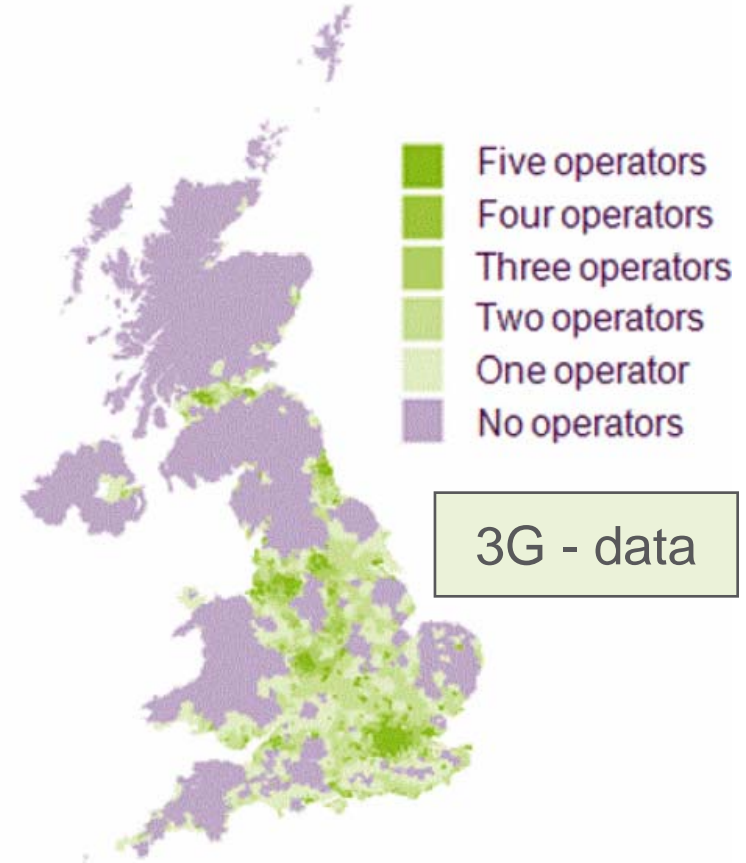 Five operators
Four operators
Three operators
Two operators
One operator
No operators
3G - data